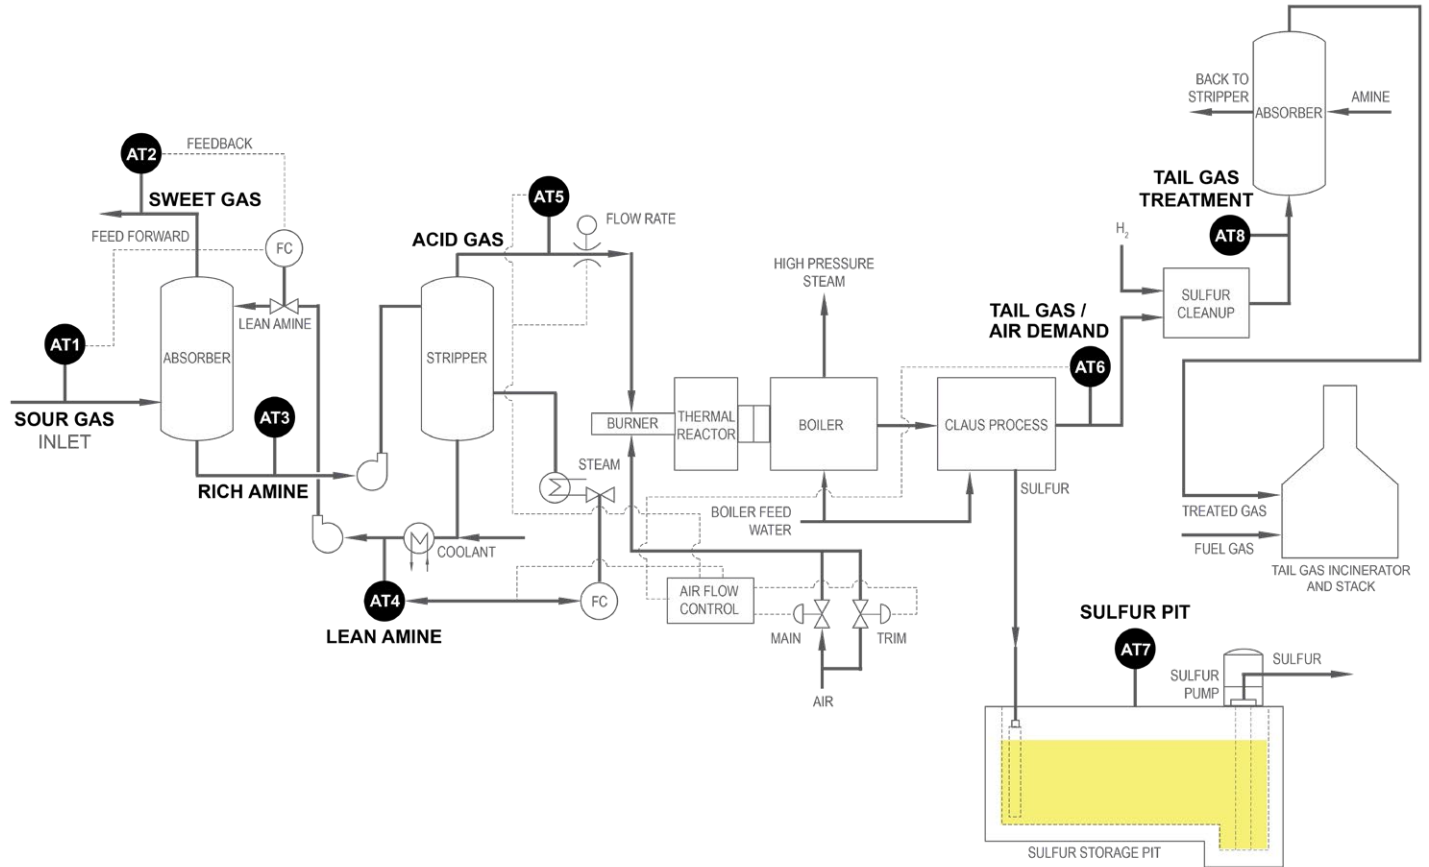 AT2
FEEDBACK
SWEET GAS
FEED FORWARD
FC
LEAN AMINE
AT1
ABSORBER
SOUR GAS
INLET
AT3
RICH AMINE
AT5
FLOW RATE
ACID GAS
STRIPPER
STEAM
COOLANT
AT4
LEAN AMINE
FC
BURNER
THERMAL
REACTOR
HIGH PRESSURE
STEAM
BOILER
BOILER FEED
WATER
AIR FLOW
CONTROL
MAIN
TRIM
AIR
TAIL GAS /
AIR DEMAND
AT6
CLAUS PROCESS
SULFUR
H2
SULFUR
CLEANUP
TAIL GAS
TREATMENT
AT8
BACK TO
STRIPPER
ABSORBER
AMINE
TREATED GAS
FUEL GAS
TAIL GAS INCINERATOR
AND STACK
SULFUR PIT
AT7
SULFUR
PUMP
SULFUR
SULFUR STORAGE PIT